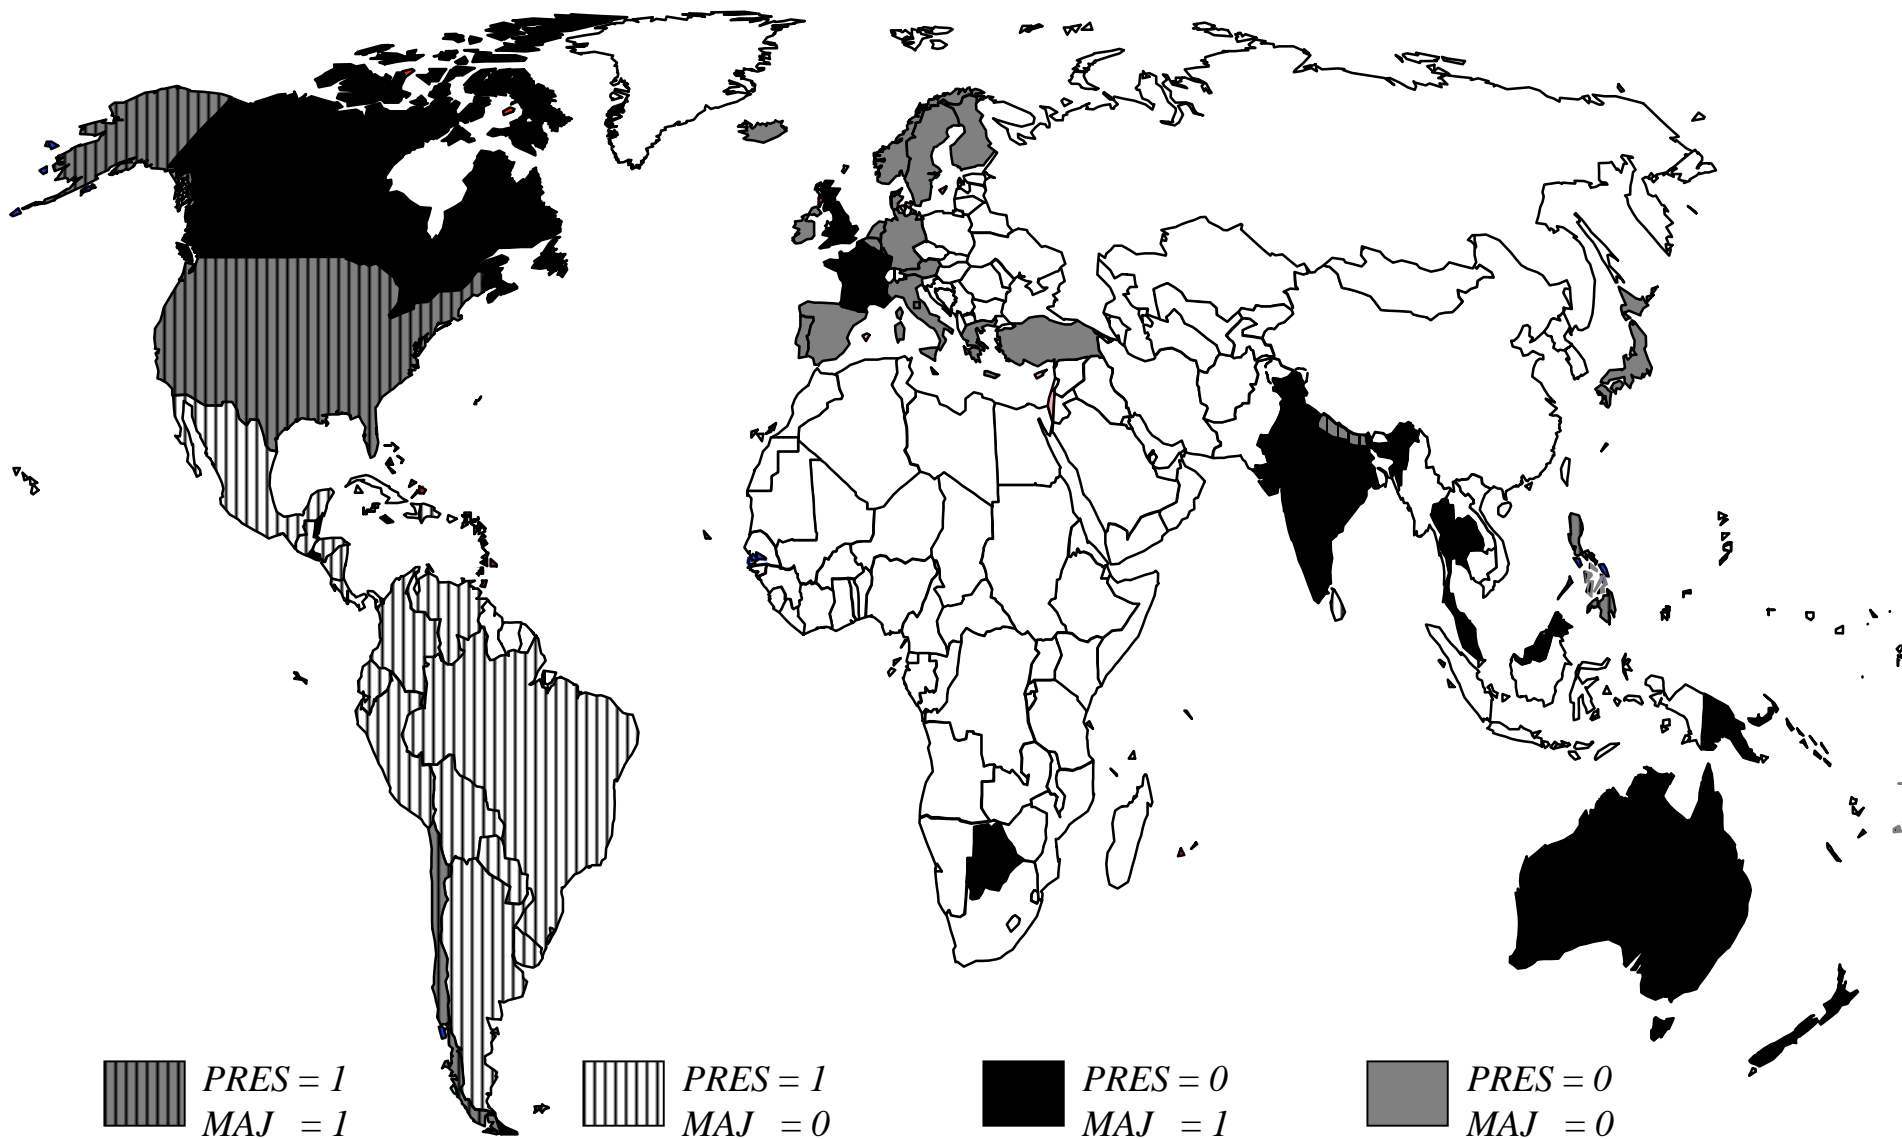 PRES = 1
MAJ = 1
PRES = 1
MAJ = 0
PRES = 0
MAJ = 1
PRES = 0
MAJ = 0